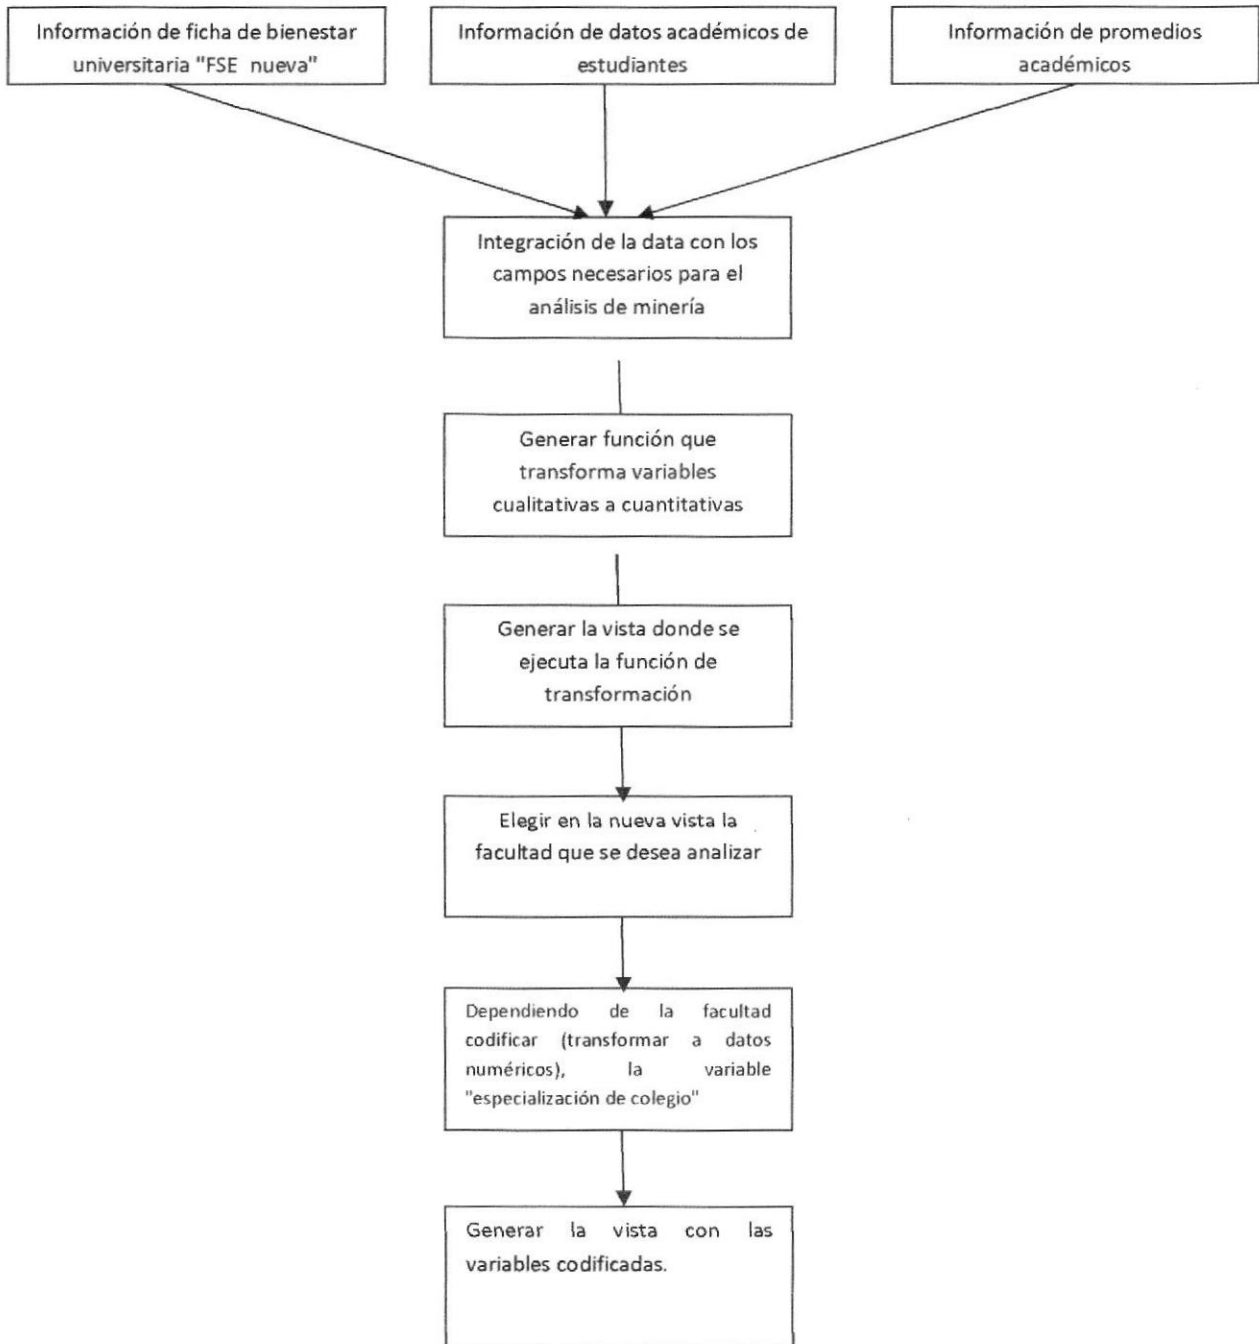 Información de ficha de bienestar
universitaria "FSE nueva"
Información de datos académicos de
estudiantes
Información de promedios
académicos
Integración de la data con los
campos necesarios para el
análisis de minería
Generar función que
transforma variables
cualitativas a cuantitativas
Generar la vista donde se
ejecuta la función de
transformación
Elegir en la nueva vista la
facultad que se desea analizar
Dependiendo de la facultad
codificar (transformar a datos
numéricos), la variable
"especialización de colegio"
Generar la vista con las
variables codificadas.